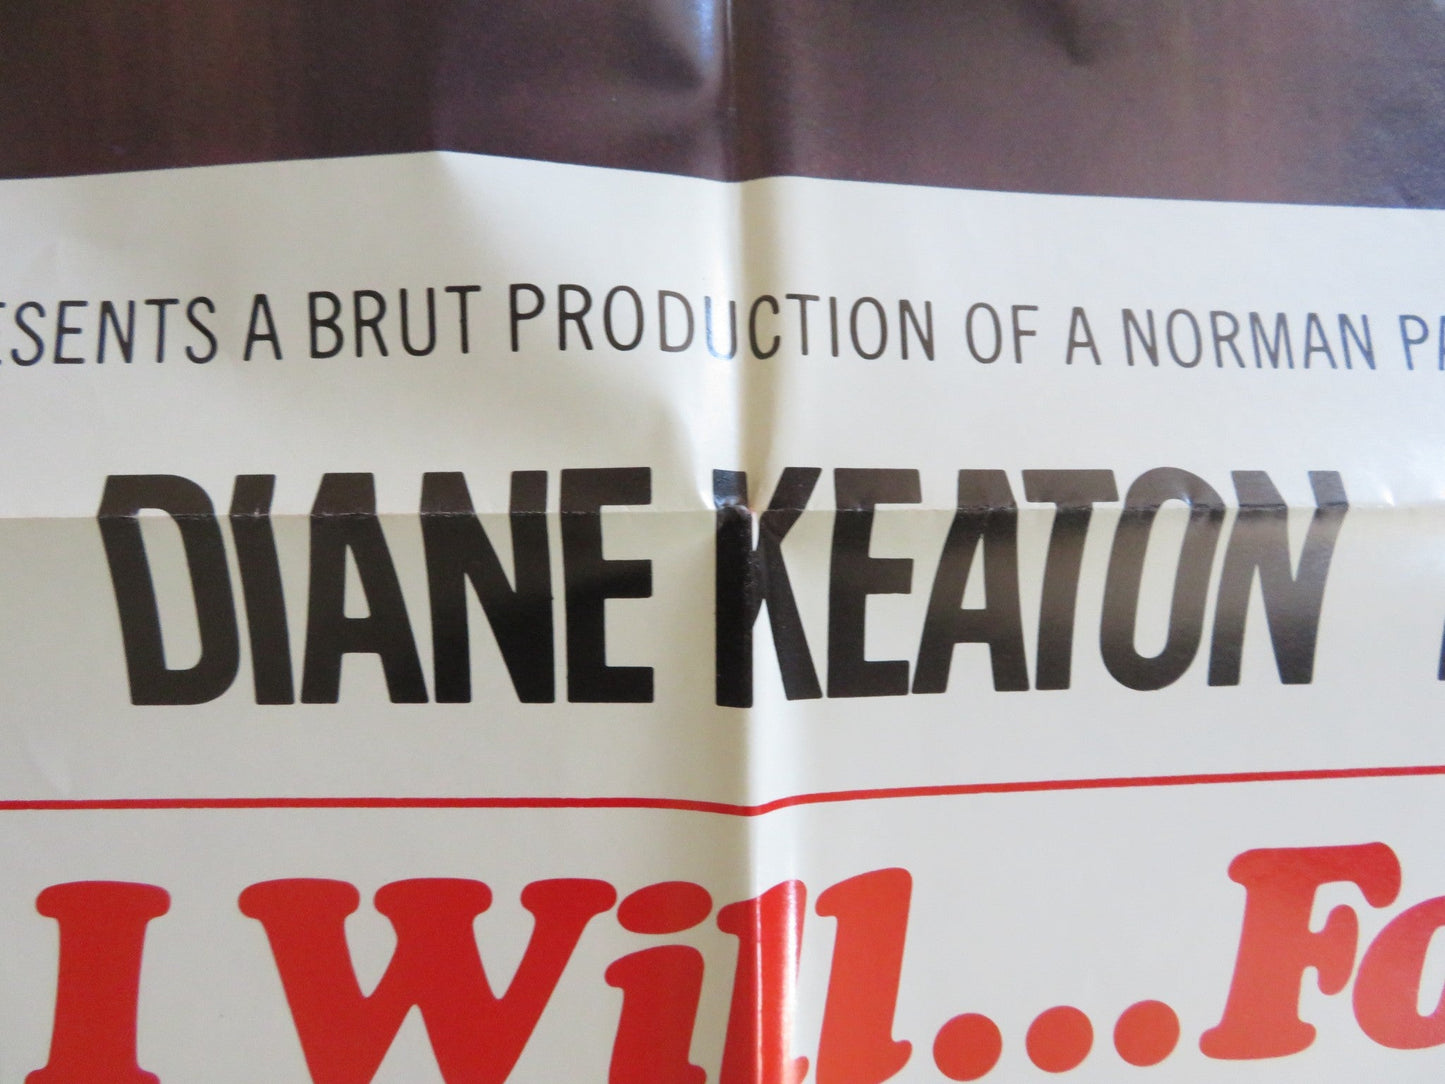 ESENTS A BRUT PRODUCTION OF A NORMAN PA
DIANE KEATON
I Will...Fo